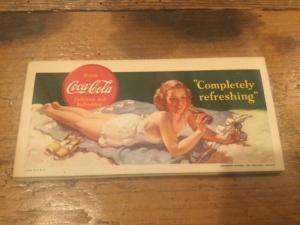 Drink
Coca-Cola
Delicious and
Refreshing
"Completely
refreshing"